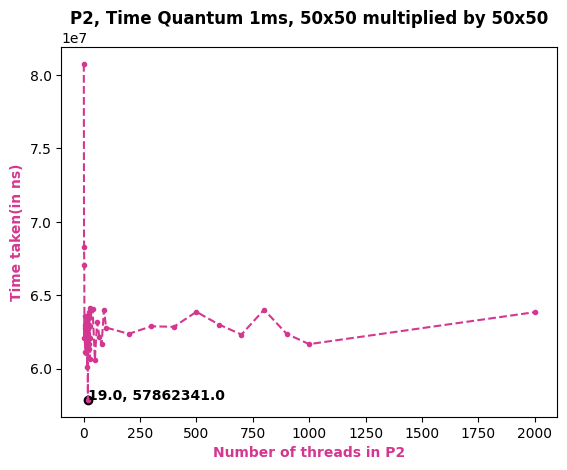 P2, Time Quantum 1ms, 50x50 multiplied by 50x50
1e7
8.0
7.5
7.0
6.5
6.0
Time taken(in ns)
19.0, 57862341.0
0 250 500 750 1000 1250 1500 1750 2000
Number of threads in P2